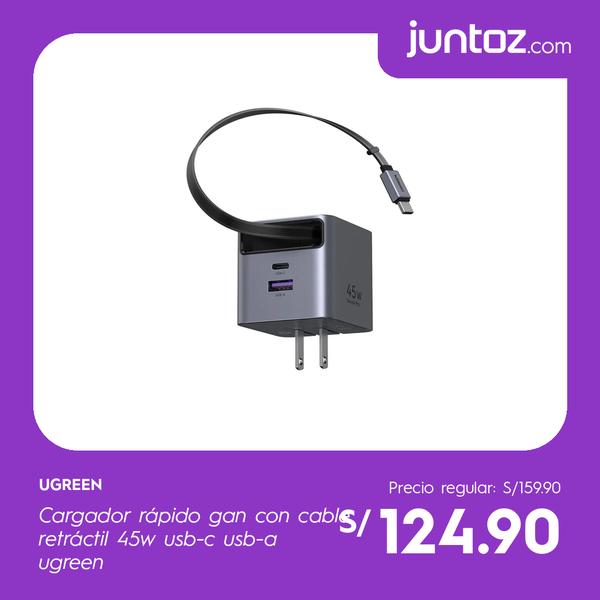 juntoz.com
45W
UGREEN
Cargador rápido gan con cable
retráctil 45w usb-c usb-a
ugreen
Precio regular: S/159.90
S/124.90